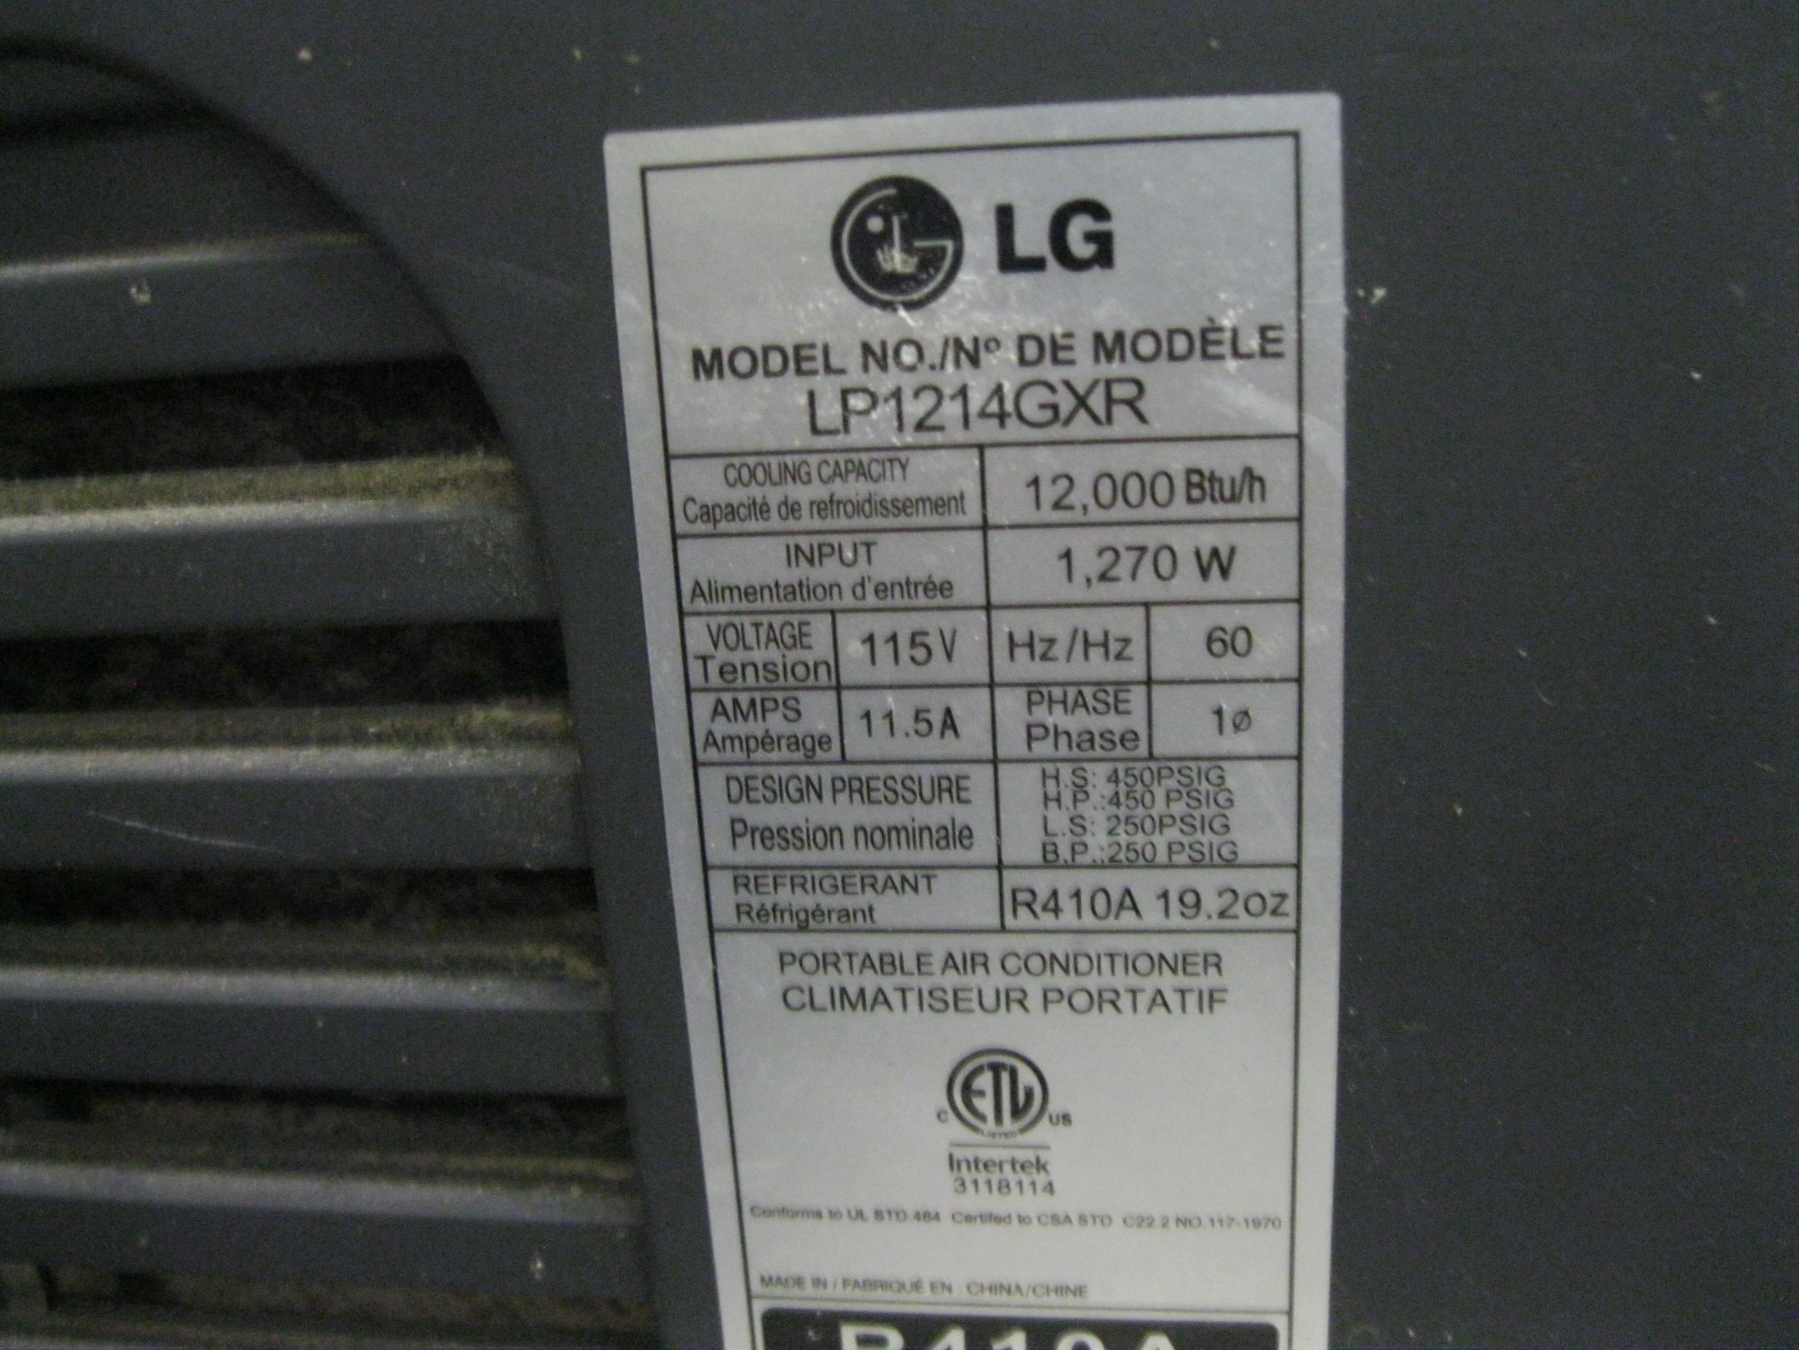 LG
MODEL NO./Nº DE MODÈLE
LP1214GXR
COOLING CAPACITY
Capacité de refroidissement
12,000 Btu/h
INPUT
Alimentation d'entrée
1,270 W
VOLTAGE
Tension
115V
Hz/Hz
60
AMPS
Ampérage
11.5A
PHASE
Phase
1ø
DESIGN PRESSURE
Pression nominale
H.S: 450PSIG
H.P.:450 PSIG
L.S: 250PSIG
B.P.:250 PSIG
REFRIGERANT
Réfrigérant
R410A 19.2oz
PORTABLE AIR CONDITIONER
CLIMATISEUR PORTATIF
C ETL US
LISTED
Intertek
3118114
Conforms to UL STD.484 Certifed to CSA STD C22.2 NO.117-1970
MADE IN / FABRIQUÉ EN : CHINA/CHINE
R410A